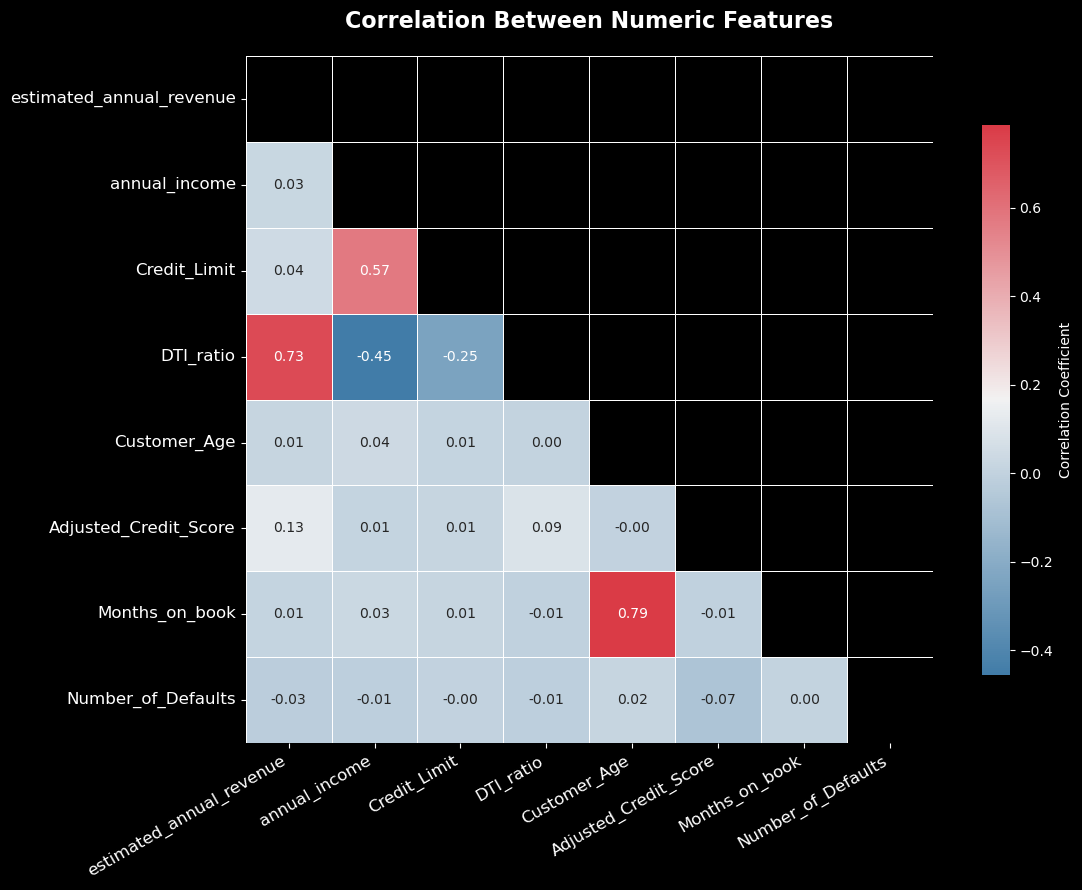 Correlation Between Numeric Features
estimated_annual_revenue
annual_income 0.03
Credit_Limit 0.04 0.57
DTI_ratio 0.73 -0.45 -0.25
Customer_Age 0.01 0.04 0.01 0.00
Adjusted_Credit_Score 0.13 0.01 0.01 0.09 -0.00
Months_on_book 0.01 0.03 0.01 -0.01 0.79 -0.01
Number_of_Defaults -0.03 -0.01 -0.00 -0.01 0.02 -0.07 0.00
estimated_annual_revenue
annual_income
Credit_Limit
DTI_ratio
Customer_Age
Adjusted_Credit_Score
Months_on_book
Number_of_Defaults
0.6
0.4
0.2
0.0
−0.2
−0.4
Correlation Coefficient